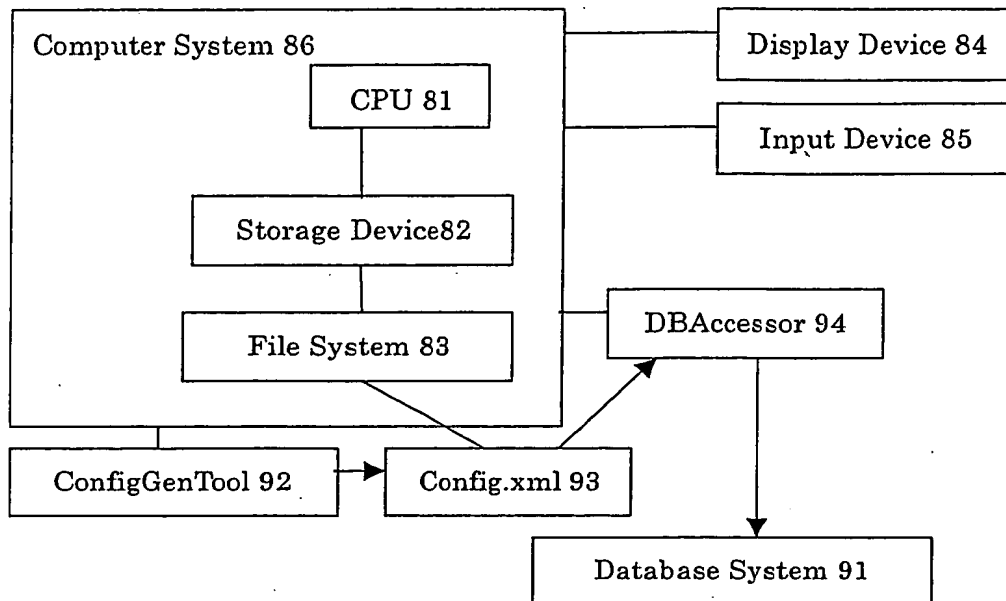 Computer System 86
CPU 81
Storage Device82
File System 83
Display Device 84
Input Device 85
DBAccessor 94
ConfigGenTool 92
Config.xml 93
Database System 91